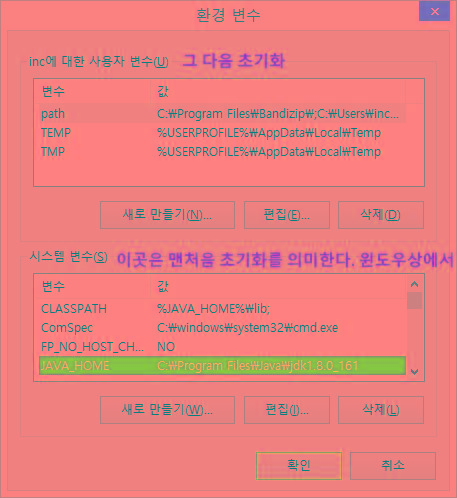 환경 변수
inc에 대한 사용자 변수(U) 그 다음 초기화
변수 값
path C:₩Program Files₩Bandizip₩;C:₩Users₩inc...
TEMP %USERPROFILE%₩AppData₩Local₩Temp
TMP %USERPROFILE%₩AppData₩Local₩Temp
새로 만들기(N)... 편집(E)... 삭제(D)
시스템 변수(S) 이곳은 맨처음 초기화를 의미한다. 윈도우상에서
변수 값
CLASSPATH %JAVA_HOME%₩lib;
ComSpec C:₩windows₩system32₩cmd.exe
FP_NO_HOST_CH... NO
JAVA_HOME C:₩Program Files₩Java₩jdk1.8.0_161
새로 만들기(W)... 편집(I)... 삭제(L)
확인 취소